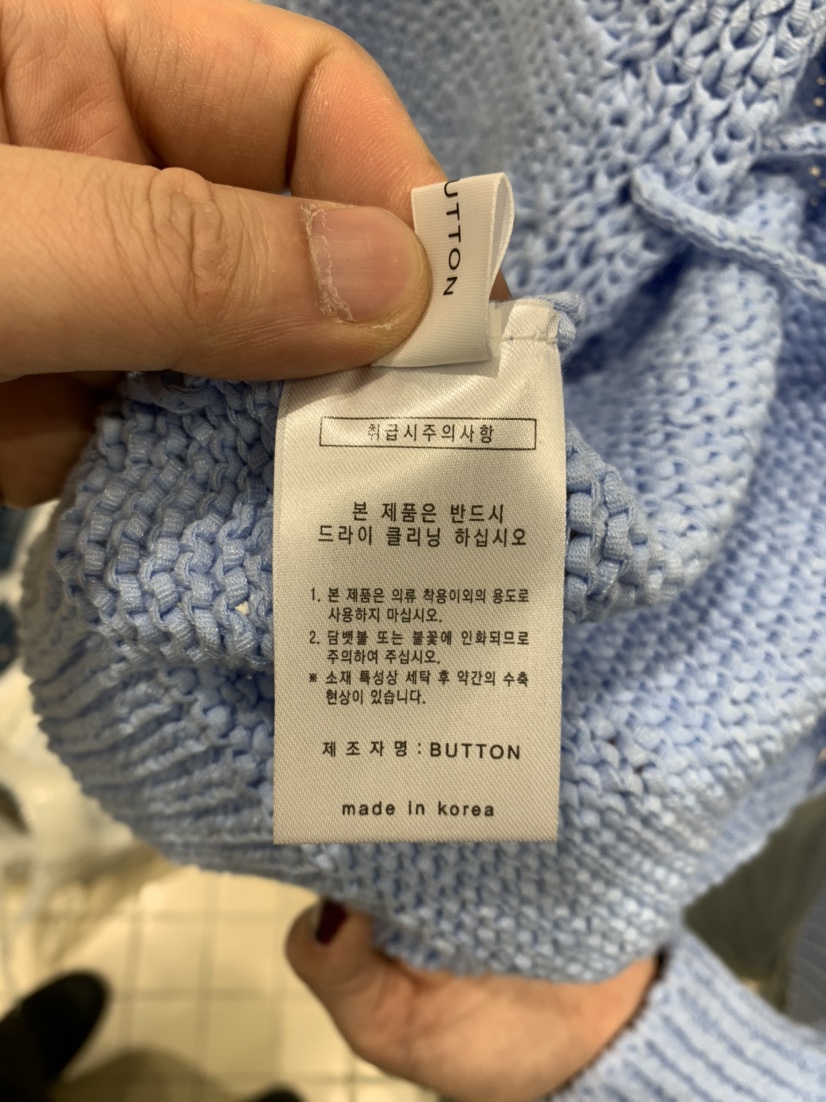 UTTON
취급시주의사항
본 제품은 반드시
드라이 클리닝 하십시오
1. 본 제품은 의류 착용이외의 용도로
사용하지 마십시오.
2. 담뱃불 또는 불꽃에 인화되므로
주의하여 주십시오.
※ 소재 특성상 세탁 후 약간의 수축
현상이 있습니다.
제조자명 : BUTTON
made in korea